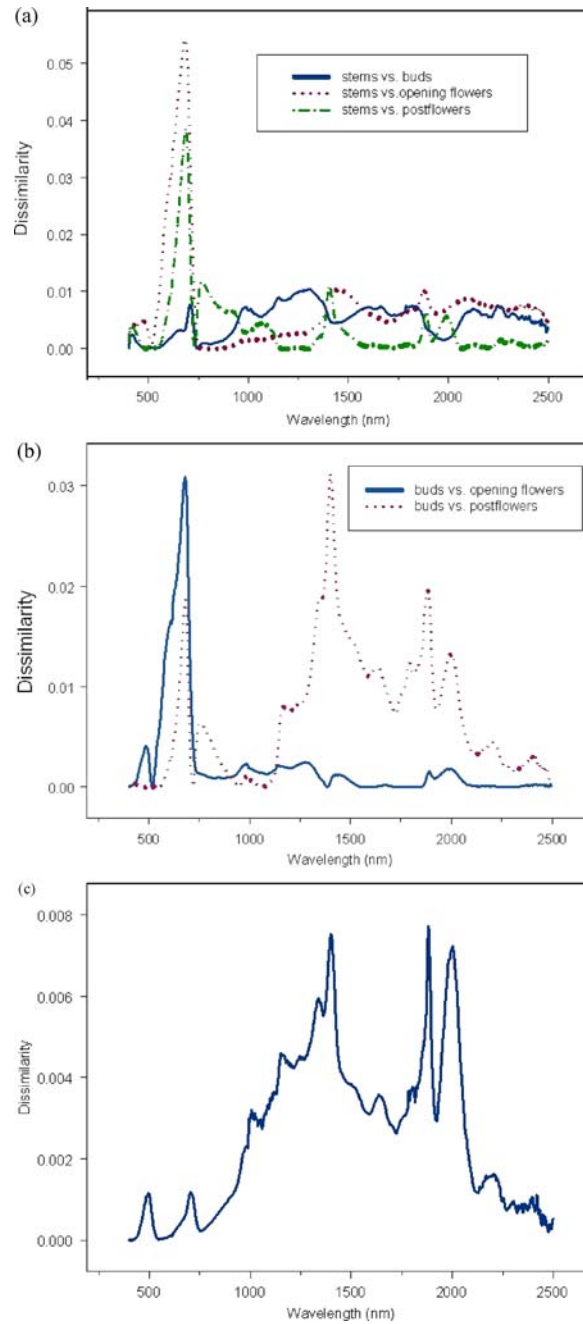 (a)
stems vs. buds
stems vs.opening flowers
stems vs. postflowers
0.05
0.04
0.03
0.02
0.01
0.00
Dissimilarity
500 1000 1500 2000 2500
Wavelength (nm)
(b)
buds vs. opening flowers
buds vs. postflowers
0.03
0.02
0.01
0.00
Dissimilarity
500 1000 1500 2000 2500
Wavelength (nm)
(c)
0.008
0.006
0.004
0.002
0.000
Dissimilarity
500 1000 1500 2000 2500
Wavelength (nm)